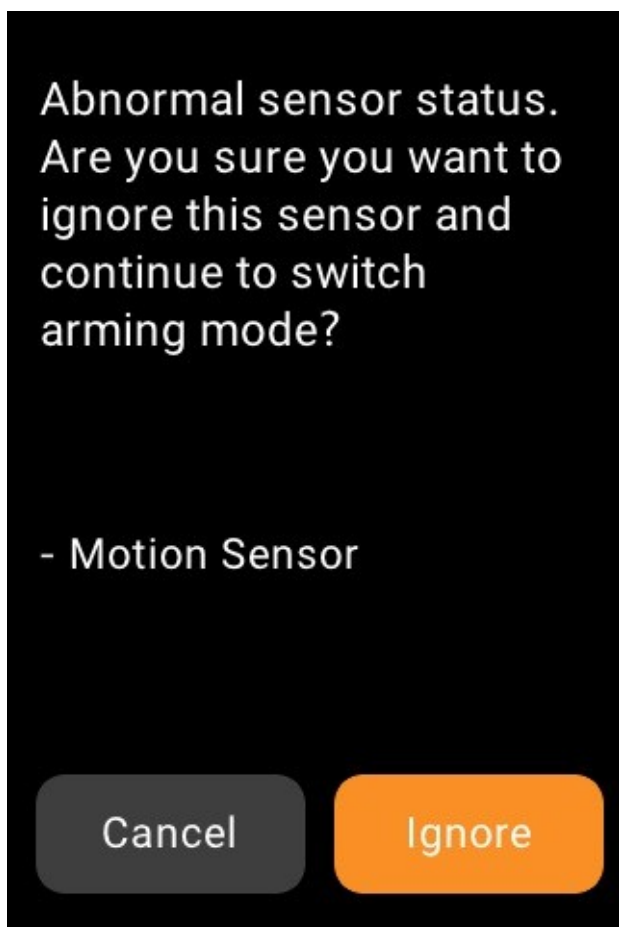 Abnormal sensor status.
Are you sure you want to
ignore this sensor and
continue to switch
arming mode?
- Motion Sensor
Cancel
Ignore